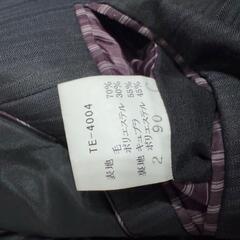 TE-4004
表地 毛 70%
ポリエステル 30%
裏地 キュプラ 55%
ポリエステル 45%
2 90